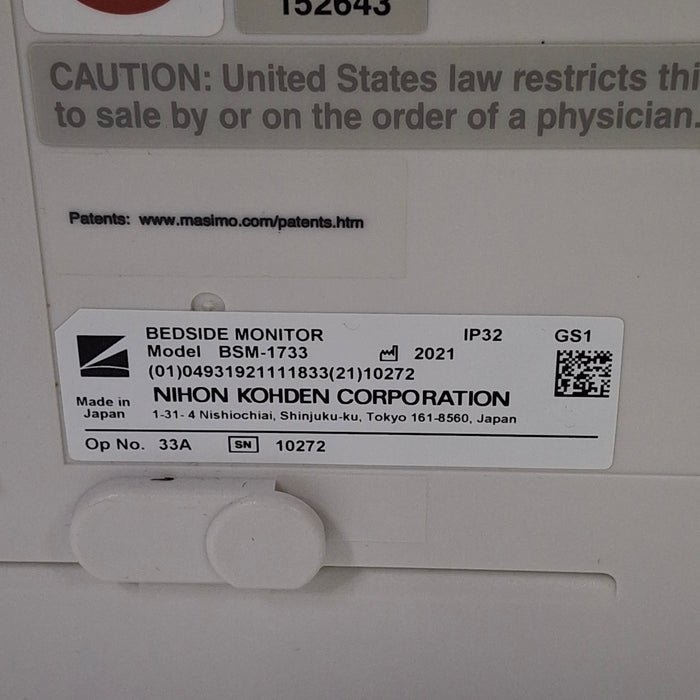 152643
CAUTION: United States law restricts thi
to sale by or on the order of a physician.
Patents: www.masimo.com/patents.htm
BEDSIDE MONITOR IP32 GS1
Model BSM-1733 2021
(01)04931921111833(21)10272
Made in Japan
NIHON KOHDEN CORPORATION
1-31- 4 Nishiochiai, Shinjuku-ku, Tokyo 161-8560, Japan
Op No. 33A SN 10272